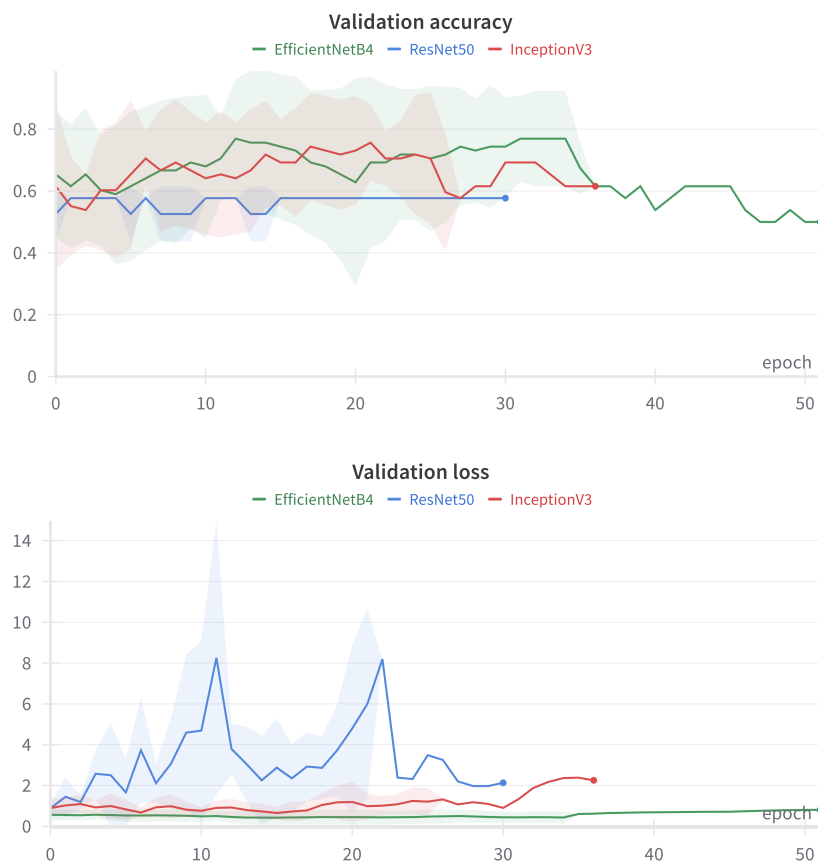 Validation accuracy
EfficientNetB4 ResNet50 InceptionV3
0.8
0.6
0.4
0.2
0
epoch
0 10 20 30 40 50
Validation loss
EfficientNetB4 ResNet50 InceptionV3
14
12
10
8
6
4
2
0
epoch
0 10 20 30 40 50